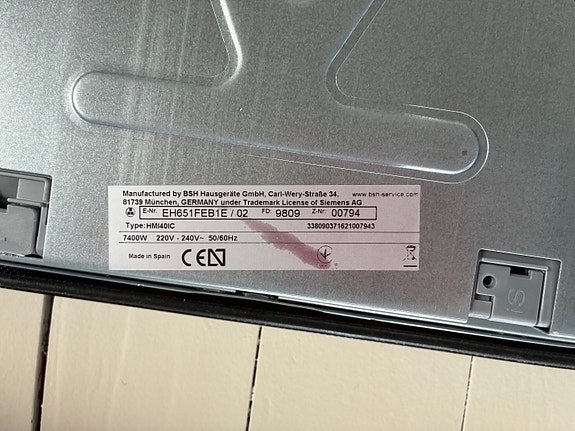 Manufactured by BSH Hausgeräte GmbH, Carl-Wery-Straße 34, www.bsh-service.com
81739 München, GERMANY under Trademark License of Siemens AG
E-Nr. EH651FEB1E / 02 FD: 9809 Z-Nr: 00794
Type: HMI40IC 338090371621007943
7400W 220V - 240V~ 50/60Hz
Made in Spain CE N